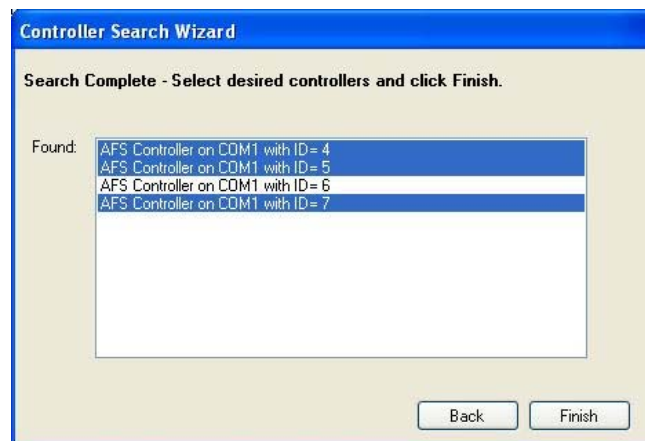 Controller Search Wizard
Search Complete - Select desired controllers and click Finish.
Found:
AFS Controller on COM1 with ID= 4
AFS Controller on COM1 with ID= 5
AFS Controller on COM1 with ID= 6
AFS Controller on COM1 with ID= 7
Back
Finish